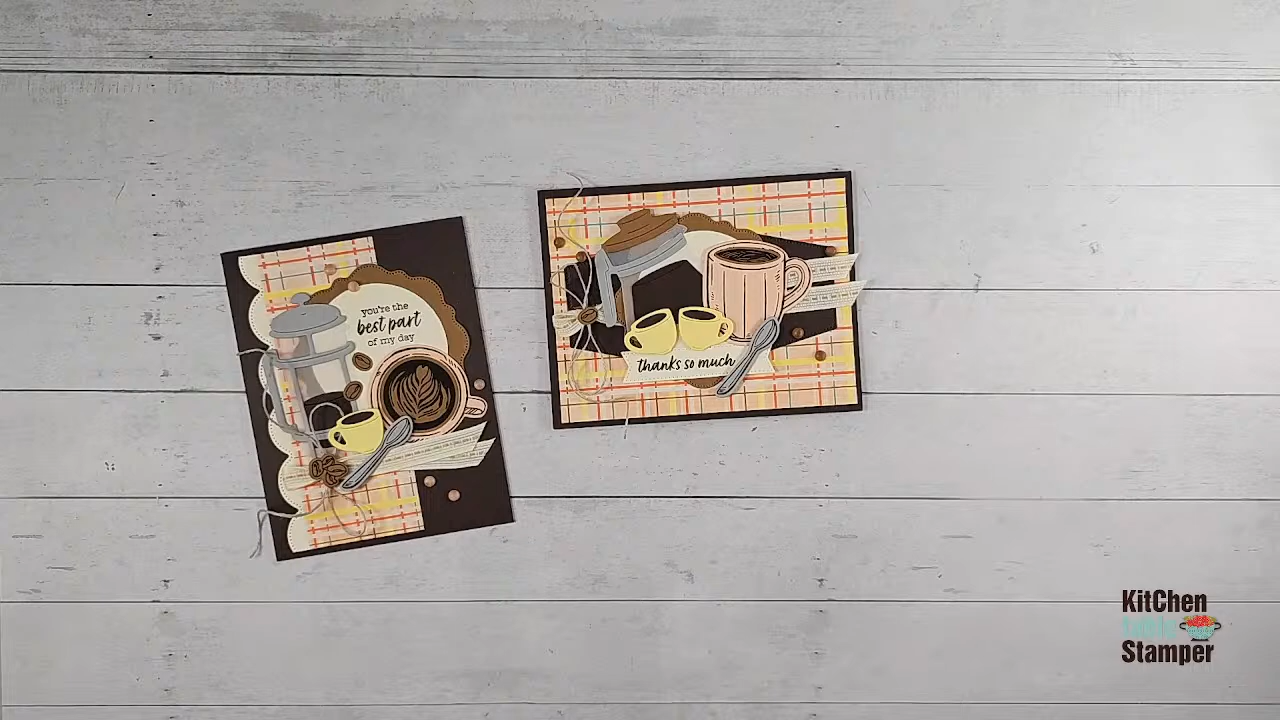 you're the
best part
of my day
thanks so much
KitChen
table
Stamper